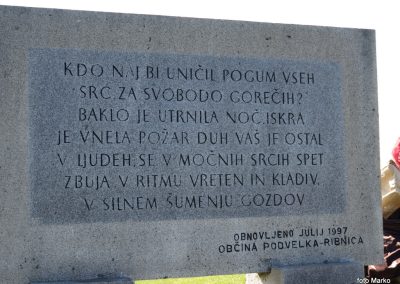 KDO NAJ BI UNIČIL POGUM VSEH
SRC ZA SVOBODO GOREČIH?
BAKLO JE UTRNILA NOČ, ISKRA
JE VNELA POŽAR DUH VAŠ JE OSTAL
V LJUDEH, SE V MOČNIH SRCIH SPET
ZBUJA, V RITMU VRETEN IN KLADIV,
V SILNEM ŠUMENJU GOZDOV
OBNOVLJENO JULIJ 1997
OBČINA PODVELKA-RIBNICA
foto Marko